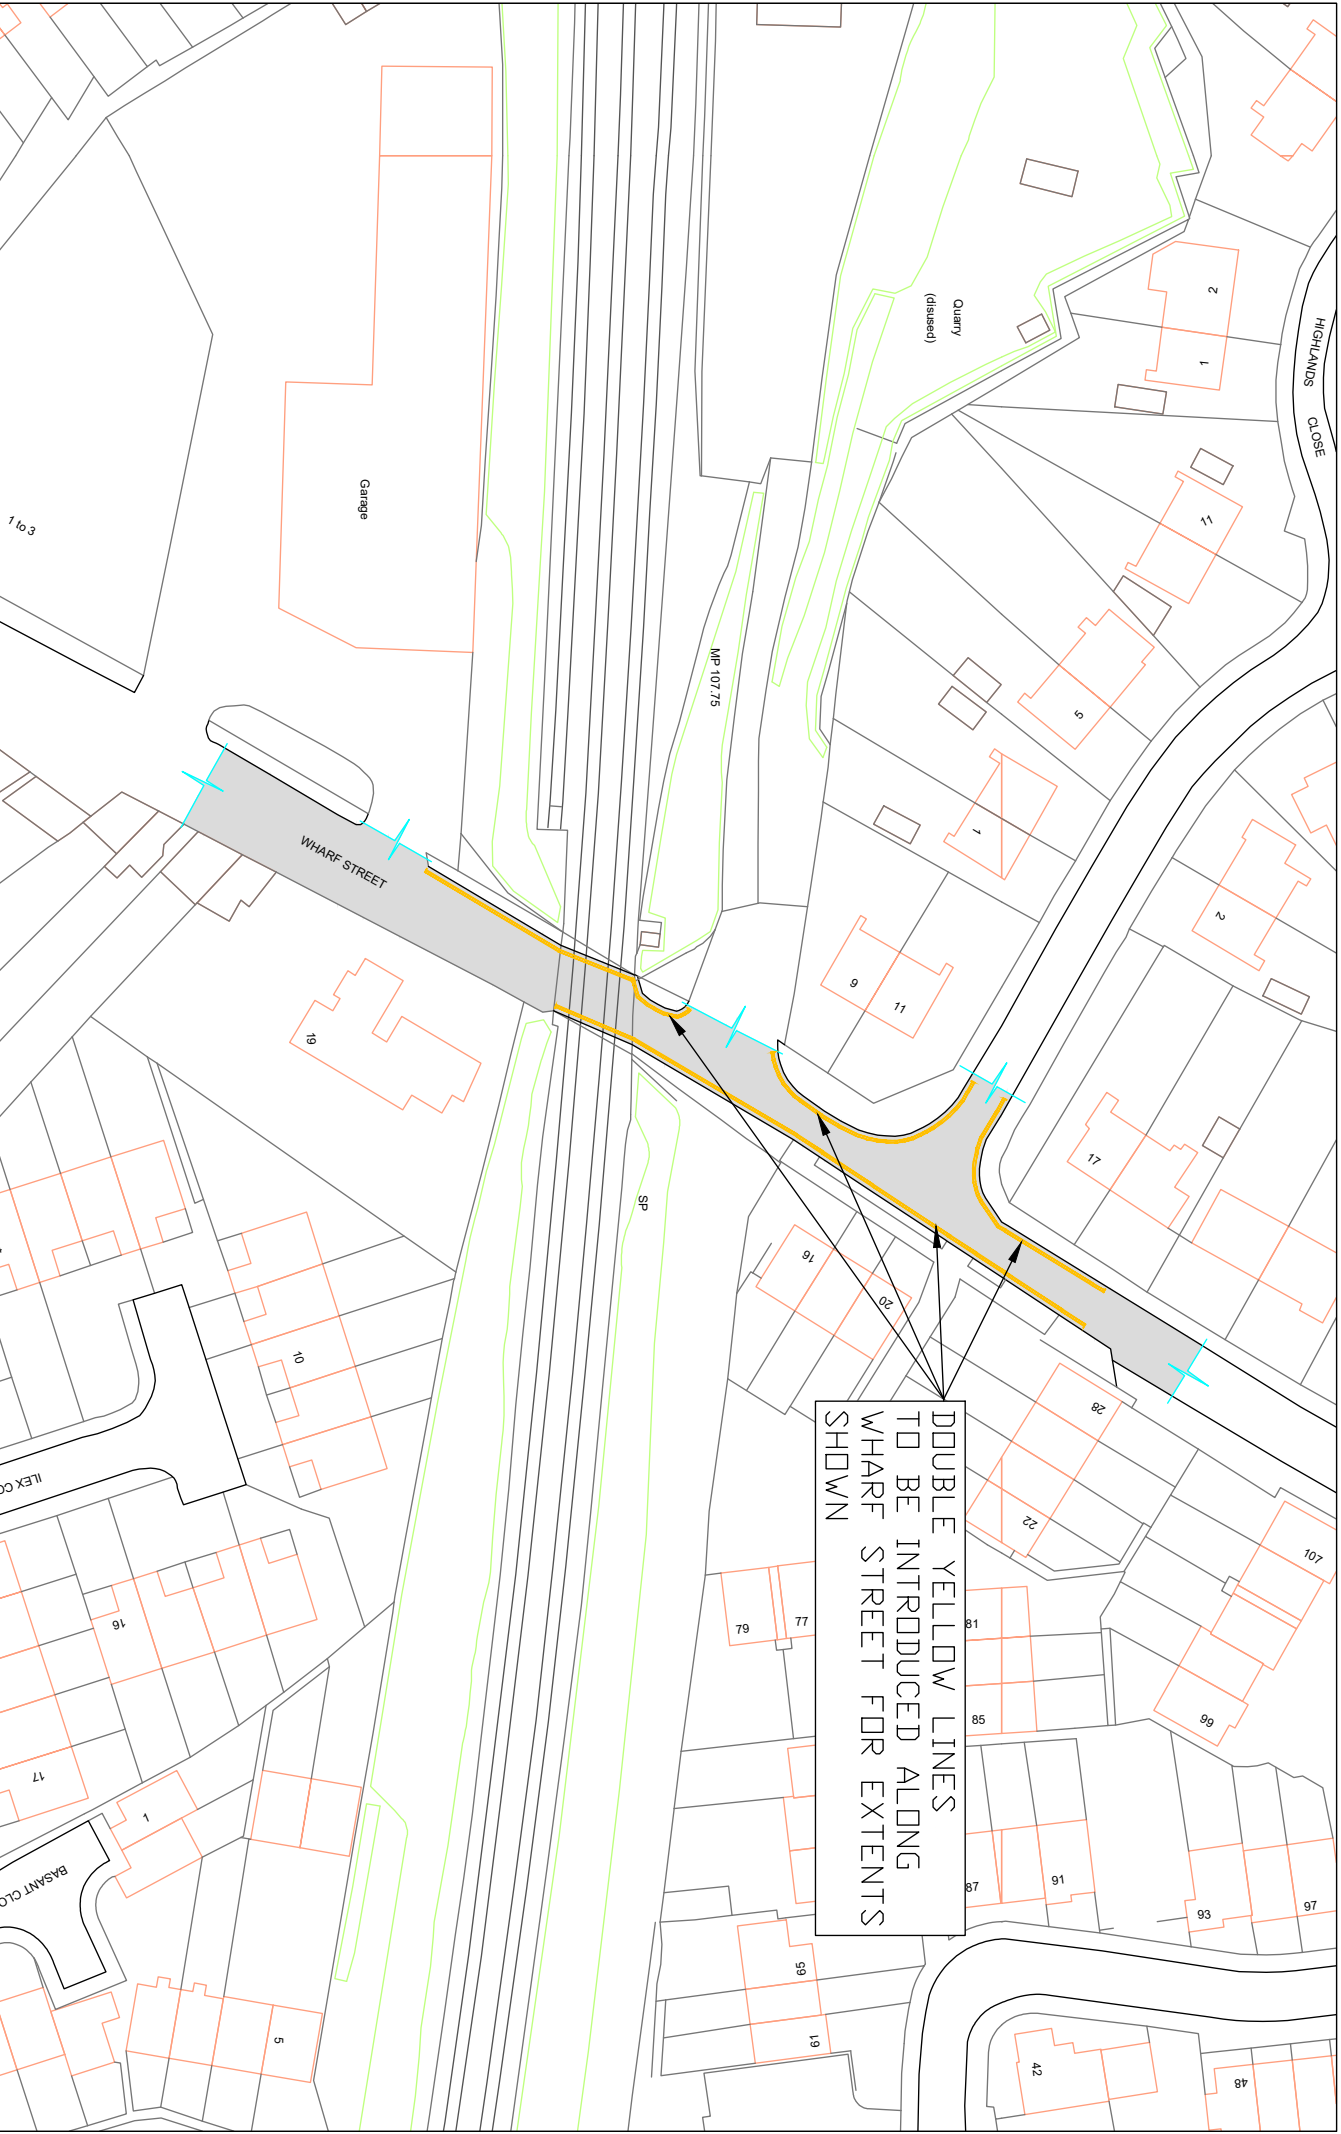 HIGHLANDS CLOSE
2
1
11
5
1
2
9
11
17
Quarry
(disused)
MP 107.75
Garage
1 to 3
WHARF STREET
19
SP
16
20
28
22
107
99
DOUBLE YELLOW LINES
TO BE INTRODUCED ALONG
WHARF STREET FOR EXTENTS
SHOWN
10
ILEX CO
16
17
1
BASANT CLO
5
79
77
81
85
87
91
93
97
65
61
42
48